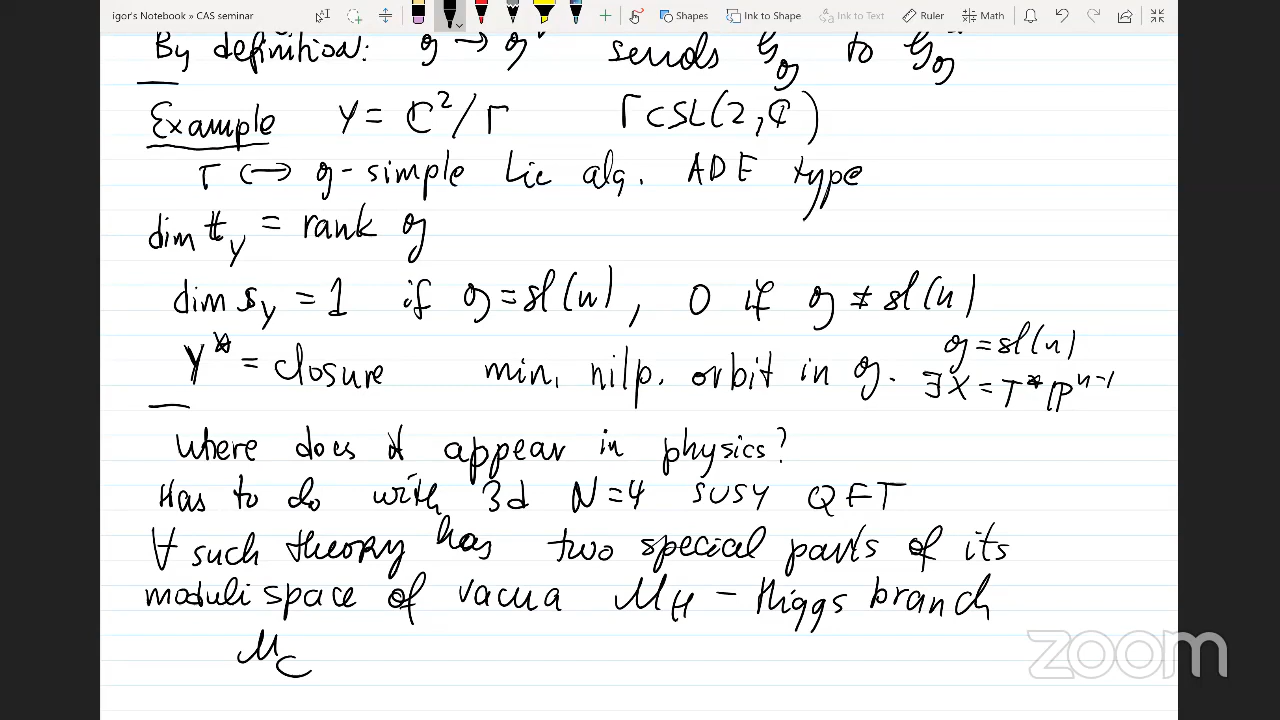 igor's Notebook » CAS seminar
Shapes Ink to Shape Ink to Text Ruler Math
By definition: g → g^∨ sends to
Example Y = ℂ²/Γ Γ⊂SL(2,ℂ)
Γ ↔ g - simple Lie alg. ADE type
dim t_Y = rank g
dim s_Y = 1 if g = sl(n), 0 if g ≠ sl(n)
Y* = closure min. nilp. orbit in g.
g = sl(n)
∃ X = T*ℙ^{n-1}
Where does it appear in physics?
Has to do with 3d N=4 SUSY QFT
∀ such theory has two special parts of its
moduli space of vacua M_H - Higgs branch
M_C
zoom